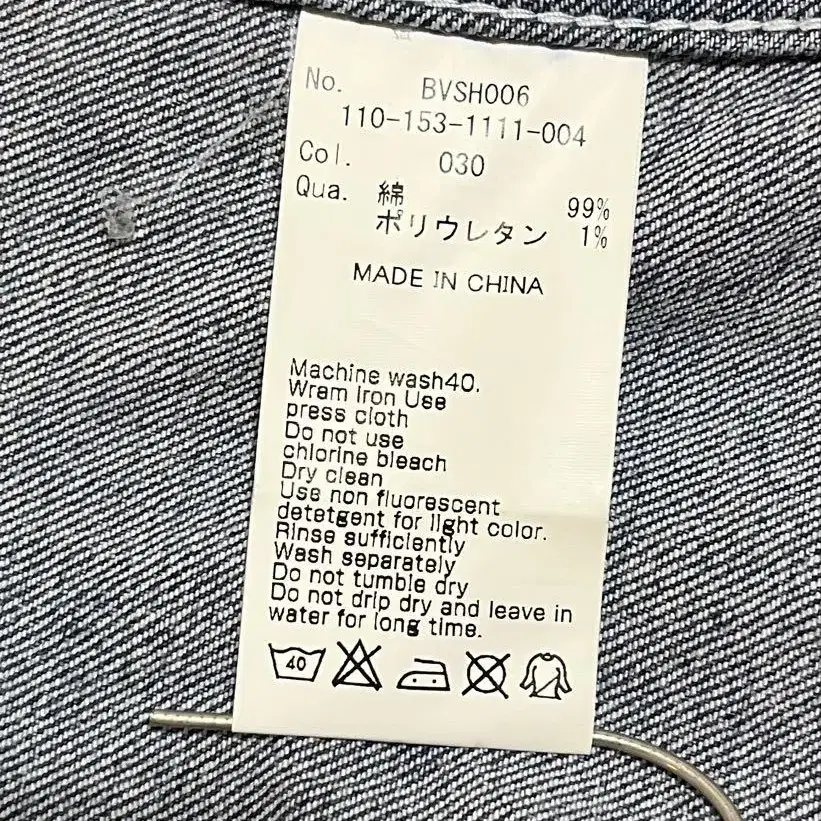 No. BVSH006
110-153-1111-004
Col. 030
Qua. 綿 99%
ポリウレタン 1%
MADE IN CHINA
Machine wash40.
Wram Iron Use
press cloth
Do not use
chlorine bleach
Dry clean
Use non fluorescent
detetgent for light color.
Rinse sufficiently
Wash separately
Do not tumble dry
Do not drip dry and leave in
water for long time.
40